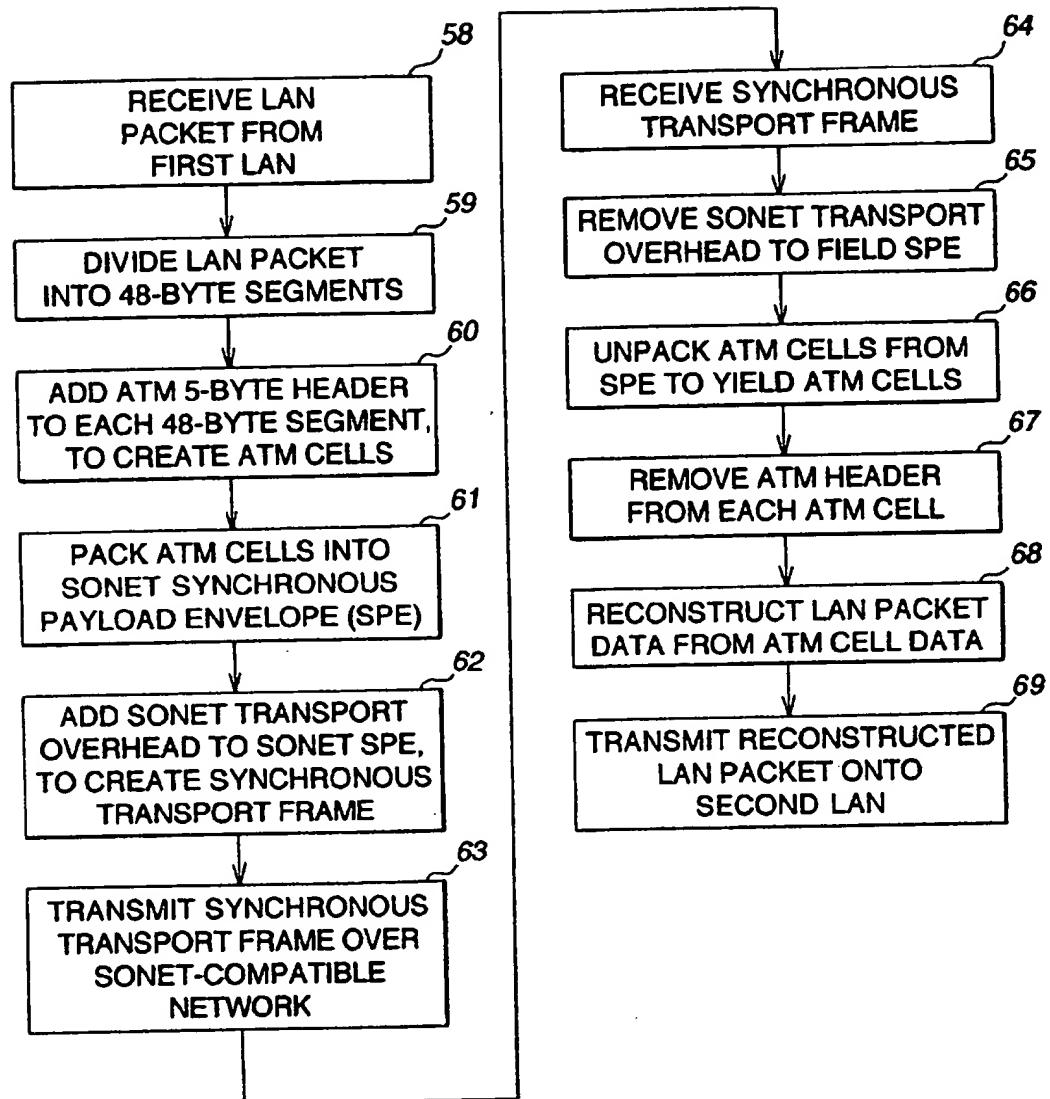 58
RECEIVE LAN
PACKET FROM
FIRST LAN
59
DIVIDE LAN PACKET
INTO 48-BYTE SEGMENTS
60
ADD ATM 5-BYTE HEADER
TO EACH 48-BYTE SEGMENT,
TO CREATE ATM CELLS
61
PACK ATM CELLS INTO
SONET SYNCHRONOUS
PAYLOAD ENVELOPE (SPE)
62
ADD SONET TRANSPORT
OVERHEAD TO SONET SPE,
TO CREATE SYNCHRONOUS
TRANSPORT FRAME
63
TRANSMIT SYNCHRONOUS
TRANSPORT FRAME OVER
SONET-COMPATIBLE
NETWORK
64
RECEIVE SYNCHRONOUS
TRANSPORT FRAME
65
REMOVE SONET TRANSPORT
OVERHEAD TO FIELD SPE
66
UNPACK ATM CELLS FROM
SPE TO YIELD ATM CELLS
67
REMOVE ATM HEADER
FROM EACH ATM CELL
68
RECONSTRUCT LAN PACKET
DATA FROM ATM CELL DATA
69
TRANSMIT RECONSTRUCTED
LAN PACKET ONTO
SECOND LAN